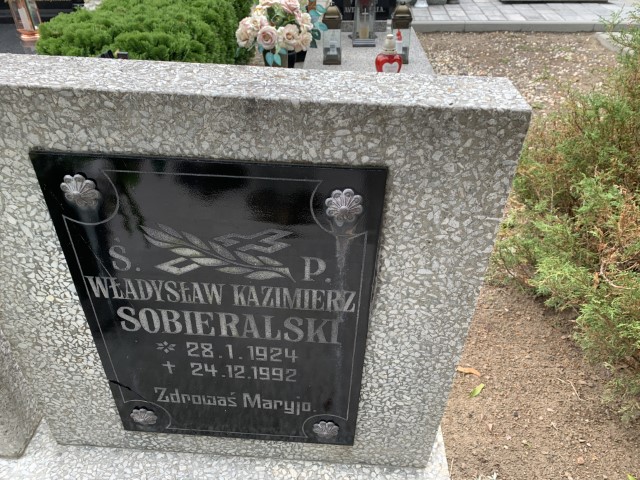 Ś. P.
WŁADYSŁAW KAZIMIERZ
SOBIERALSKI
* 28.1.1924
† 24.12.1992
Zdrowaś Maryjo.